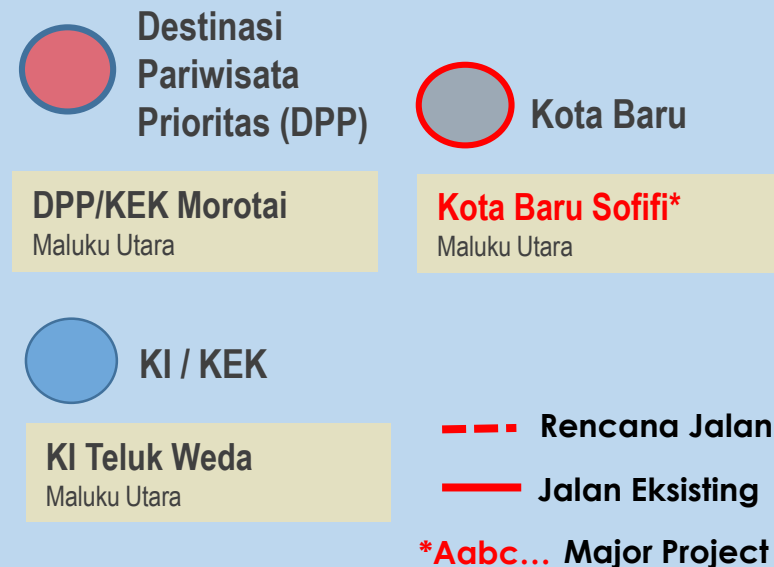 Destinasi
Pariwisata
Prioritas (DPP)
DPP/KEK Morotai
Maluku Utara
Kota Baru
Kota Baru Sofifi*
Maluku Utara
KI / KEK
KI Teluk Weda
Maluku Utara
Rencana Jalan
Jalan Eksisting
*Aabc... Major Project